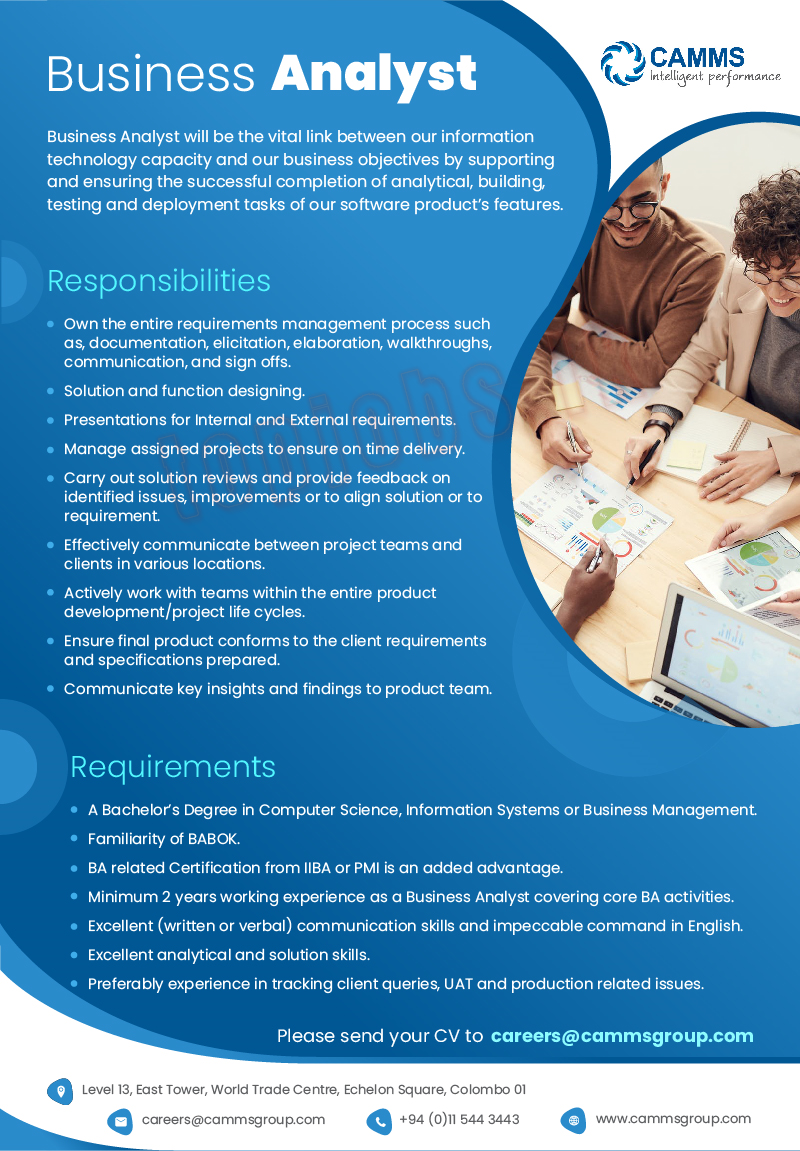 Business Analyst
CAMMS
Intelligent performance
Business Analyst will be the vital link between our information
technology capacity and our business objectives by supporting
and ensuring the successful completion of analytical, building,
testing and deployment tasks of our software product's features.
Responsibilities
Own the entire requirements management process such
as, documentation, elicitation, elaboration, walkthroughs,
communication, and sign offs.
Solution and function designing.
Presentations for Internal and External requirements.
Manage assigned projects to ensure on time delivery.
Carry out solution reviews and provide feedback on
identified issues, improvements or to align solution or to
requirement.
Effectively communicate between project teams and
clients in various locations.
Actively work with teams within the entire product
development/project life cycles.
Ensure final product conforms to the client requirements
and specifications prepared.
Communicate key insights and findings to product team.
Requirements
A Bachelor's Degree in Computer Science, Information Systems or Business Management.
Familiarity of BABOK.
BA related Certification from IIBA or PMI is an added advantage.
Minimum 2 years working experience as a Business Analyst covering core BA activities.
Excellent (written or verbal) communication skills and impeccable command in English.
Excellent analytical and solution skills.
Preferably experience in tracking client queries, UAT and production related issues.
Please send your CV to careers@cammsgroup.com
Level 13, East Tower, World Trade Centre, Echelon Square, Colombo 01
careers@cammsgroup.com +94 (0)11 544 3443 www.cammsgroup.com